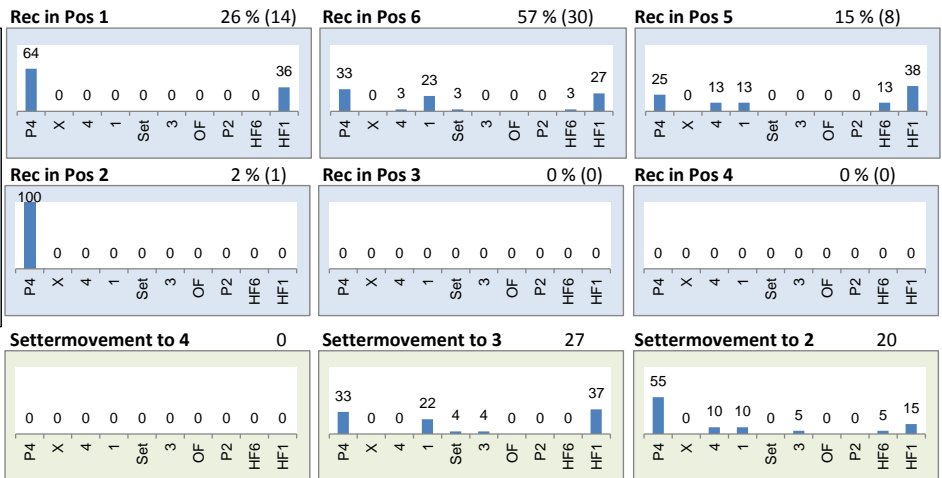 Rec in Pos 1 26 % (14)
64 0 0 0 0 0 0 0 0 36
P4 X 4 1 Set 3 OF P2 HF6 HF1
Rec in Pos 6 57 % (30)
33 0 3 23 3 0 0 0 3 27
P4 X 4 1 Set 3 OF P2 HF6 HF1
Rec in Pos 5 15 % (8)
25 0 13 13 0 0 0 0 13 38
P4 X 4 1 Set 3 OF P2 HF6 HF1
Rec in Pos 2 2 % (1)
100 0 0 0 0 0 0 0 0 0
P4 X 4 1 Set 3 OF P2 HF6 HF1
Rec in Pos 3 0 % (0)
0 0 0 0 0 0 0 0 0 0
P4 X 4 1 Set 3 OF P2 HF6 HF1
Rec in Pos 4 0 % (0)
0 0 0 0 0 0 0 0 0 0
P4 X 4 1 Set 3 OF P2 HF6 HF1
Settermovement to 4 0
0 0 0 0 0 0 0 0 0 0
P4 X 4 1 Set 3 OF P2 HF6 HF1
Settermovement to 3 27
33 0 0 22 4 4 0 0 0 37
P4 X 4 1 Set 3 OF P2 HF6 HF1
Settermovement to 2 20
55 0 10 10 0 5 0 0 5 15
P4 X 4 1 Set 3 OF P2 HF6 HF1